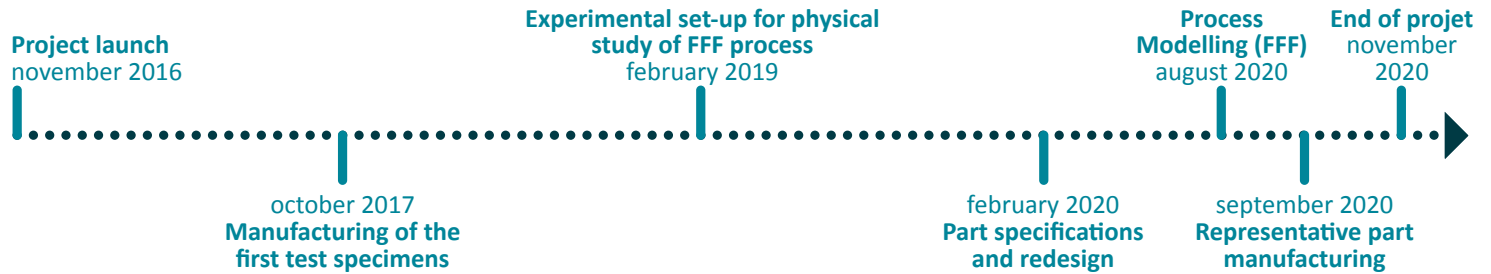 Project launch
november 2016
october 2017
Manufacturing of the
first test specimens
Experimental set-up for physical
study of FFF process
february 2019
february 2020
Part specifications
and redesign
Process
Modelling (FFF)
august 2020
september 2020
Representative part
manufacturing
End of projet
november
2020